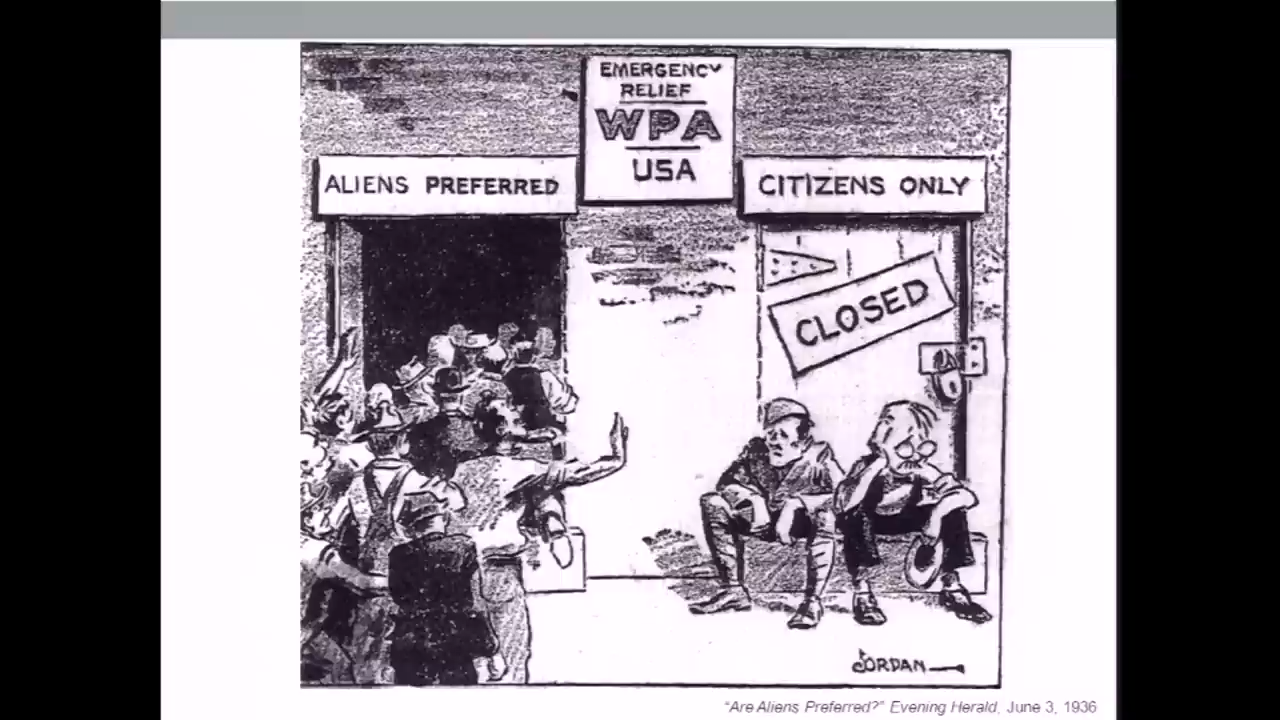 EMERGENCY
RELIEF
WPA
USA
ALIENS PREFERRED
CITIZENS ONLY
CLOSED
JORDAN
"Are Aliens Preferred?" Evening Herald, June 3, 1936